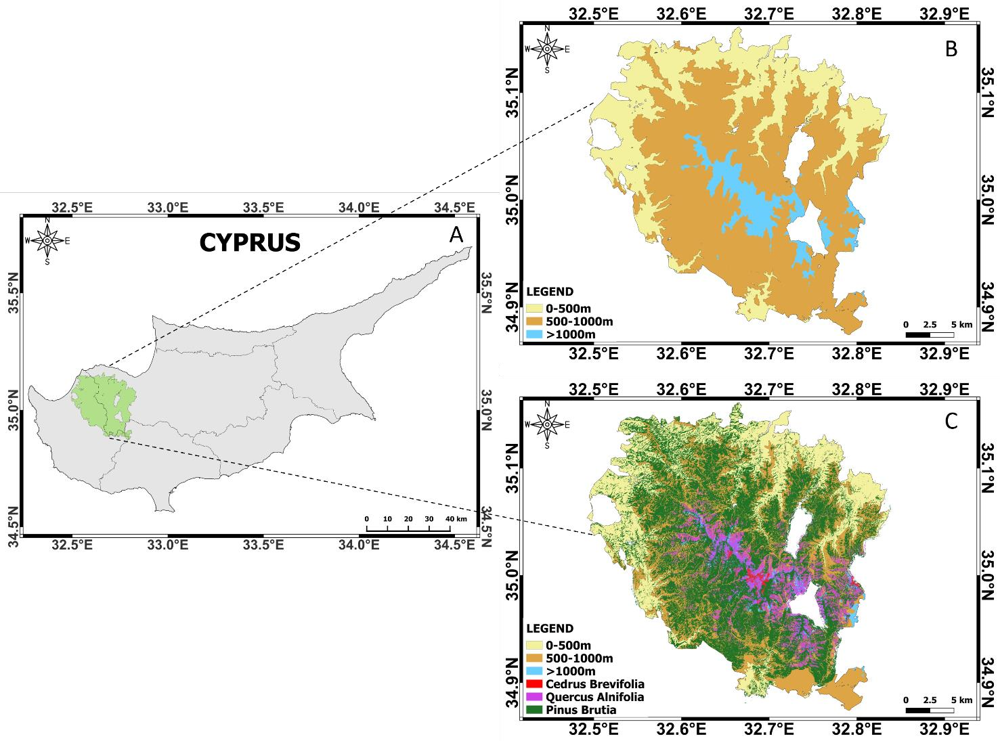 32.5°E 33.0°E 33.5°E 34.0°E 34.5°E
N
W E
S
CYPRUS
A
35.5°N
35.0°N
34.5°N
35.5°N
35.0°N
34.5°N
0 10 20 30 40 km
32.5°E 33.0°E 33.5°E 34.0°E 34.5°E
32.5°E 32.6°E 32.7°E 32.8°E 32.9°E
N
W E
S
B
35.1°N
35.0°N
34.9°N
35.1°N
35.0°N
34.9°N
LEGEND
0-500m
500-1000m
>1000m
0 2.5 5 km
32.5°E 32.6°E 32.7°E 32.8°E 32.9°E
32.5°E 32.6°E 32.7°E 32.8°E 32.9°E
N
W E
S
C
35.1°N
35.0°N
34.9°N
35.1°N
35.0°N
34.9°N
LEGEND
0-500m
500-1000m
>1000m
Cedrus Brevifolia
Quercus Alnifolia
Pinus Brutia
0 2.5 5 km
32.5°E 32.6°E 32.7°E 32.8°E 32.9°E